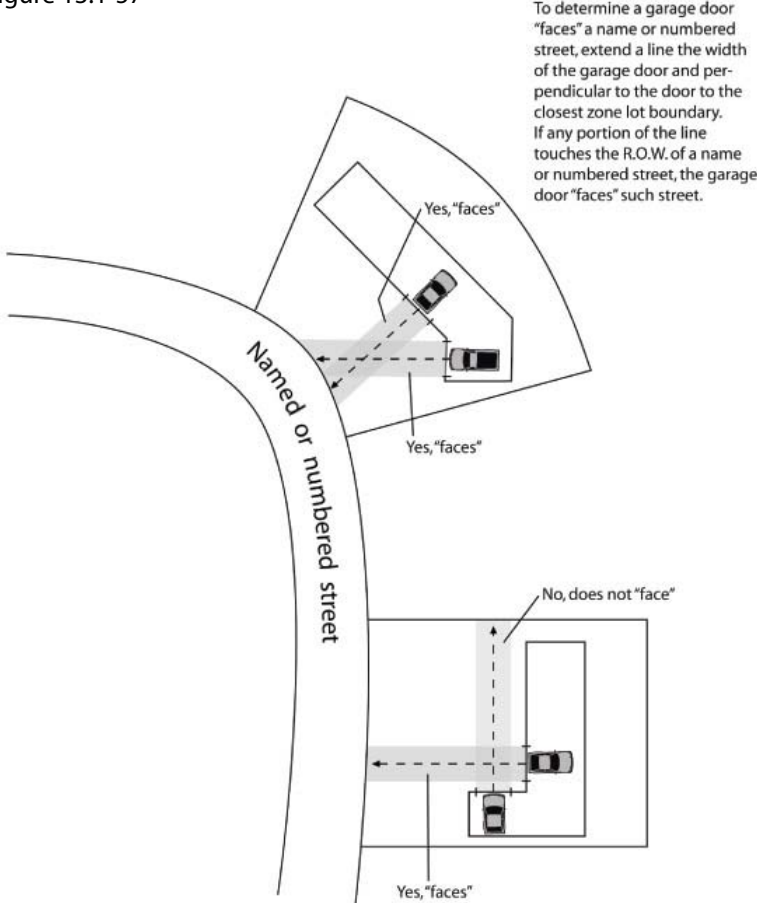 To determine a garage door
"faces" a name or numbered
street, extend a line the width
of the garage door and per-
pendicular to the door to the
closest zone lot boundary.
If any portion of the line
touches the R.O.W. of a name
or numbered street, the garage
door "faces" such street.
Yes, "faces"
Named or numbered street
Yes, "faces"
No, does not "face"
Yes, "faces"